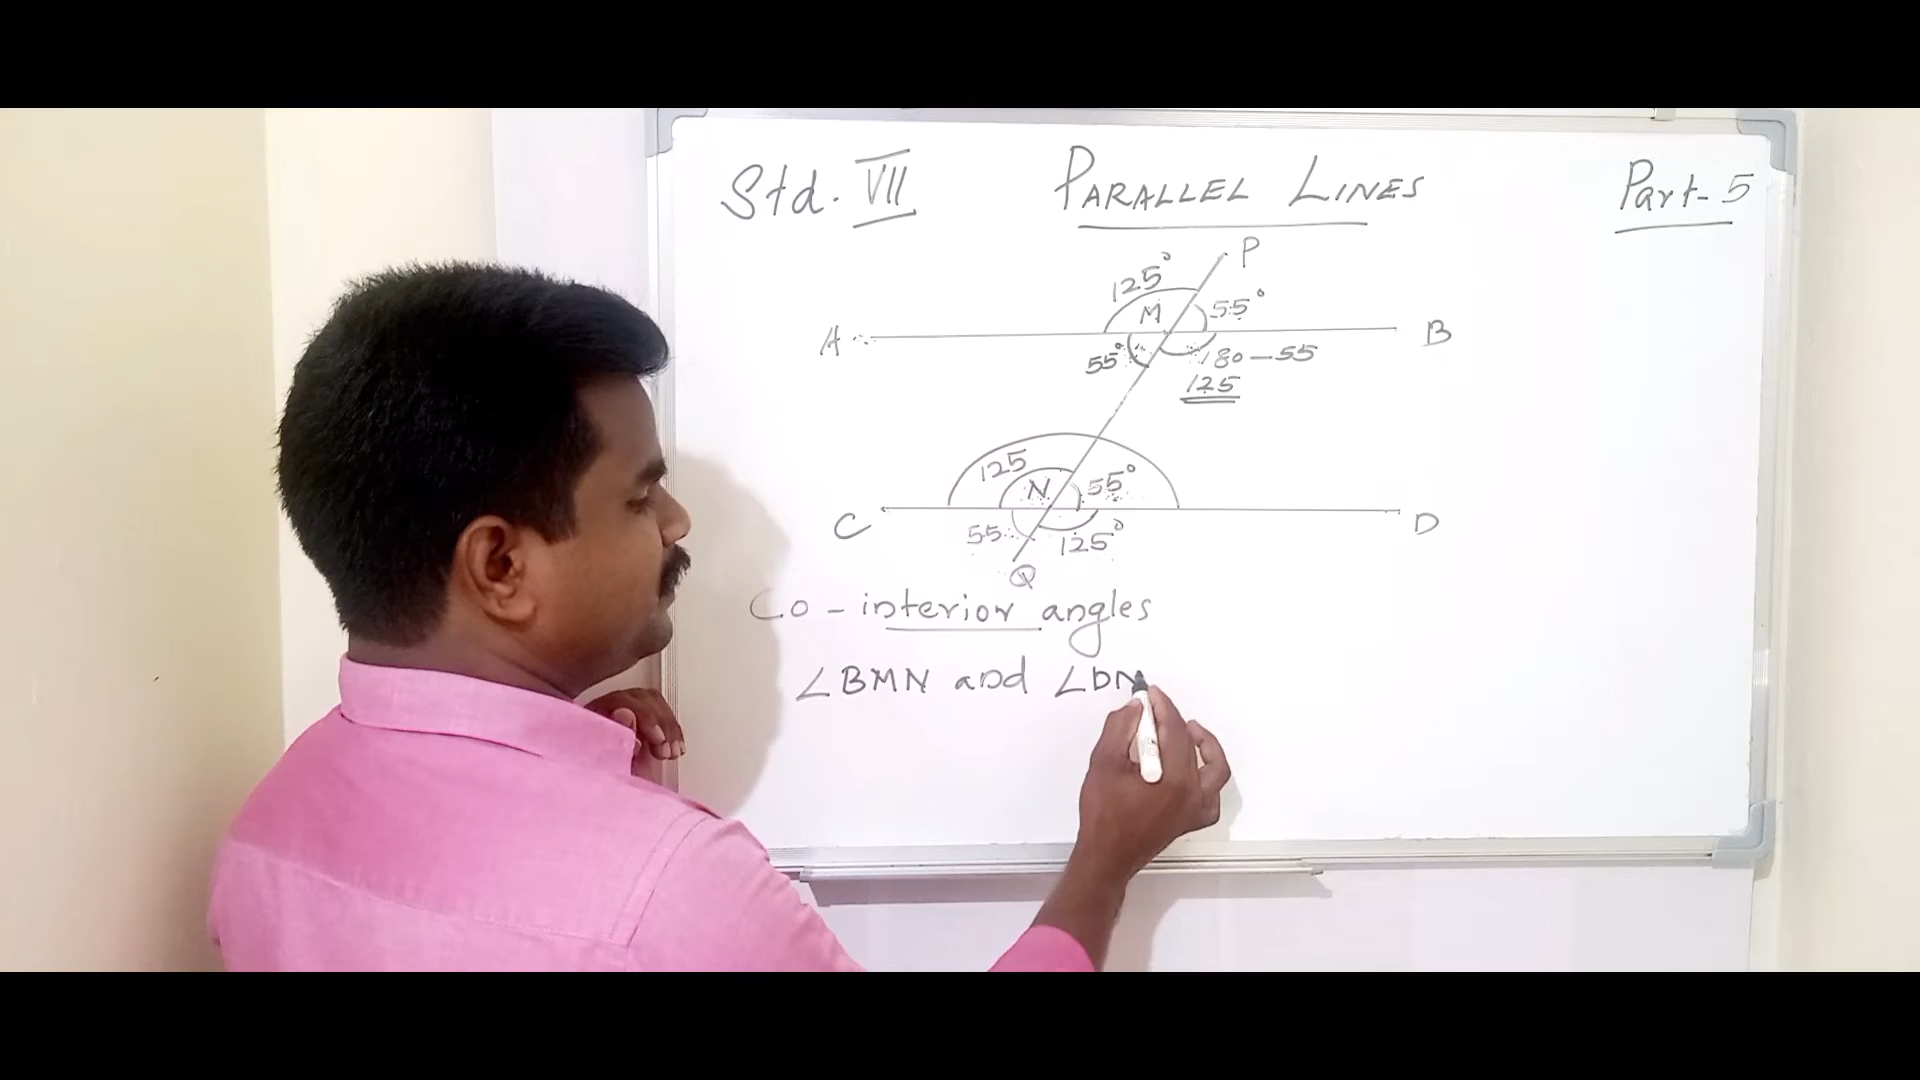 Std. VII PARALLEL LINES Part-5
P
125°
M 55°
A B
55° 180-55
125
125 N 55°
C D
55 125°
Q
Co-interior angles
∠BMN and ∠DN